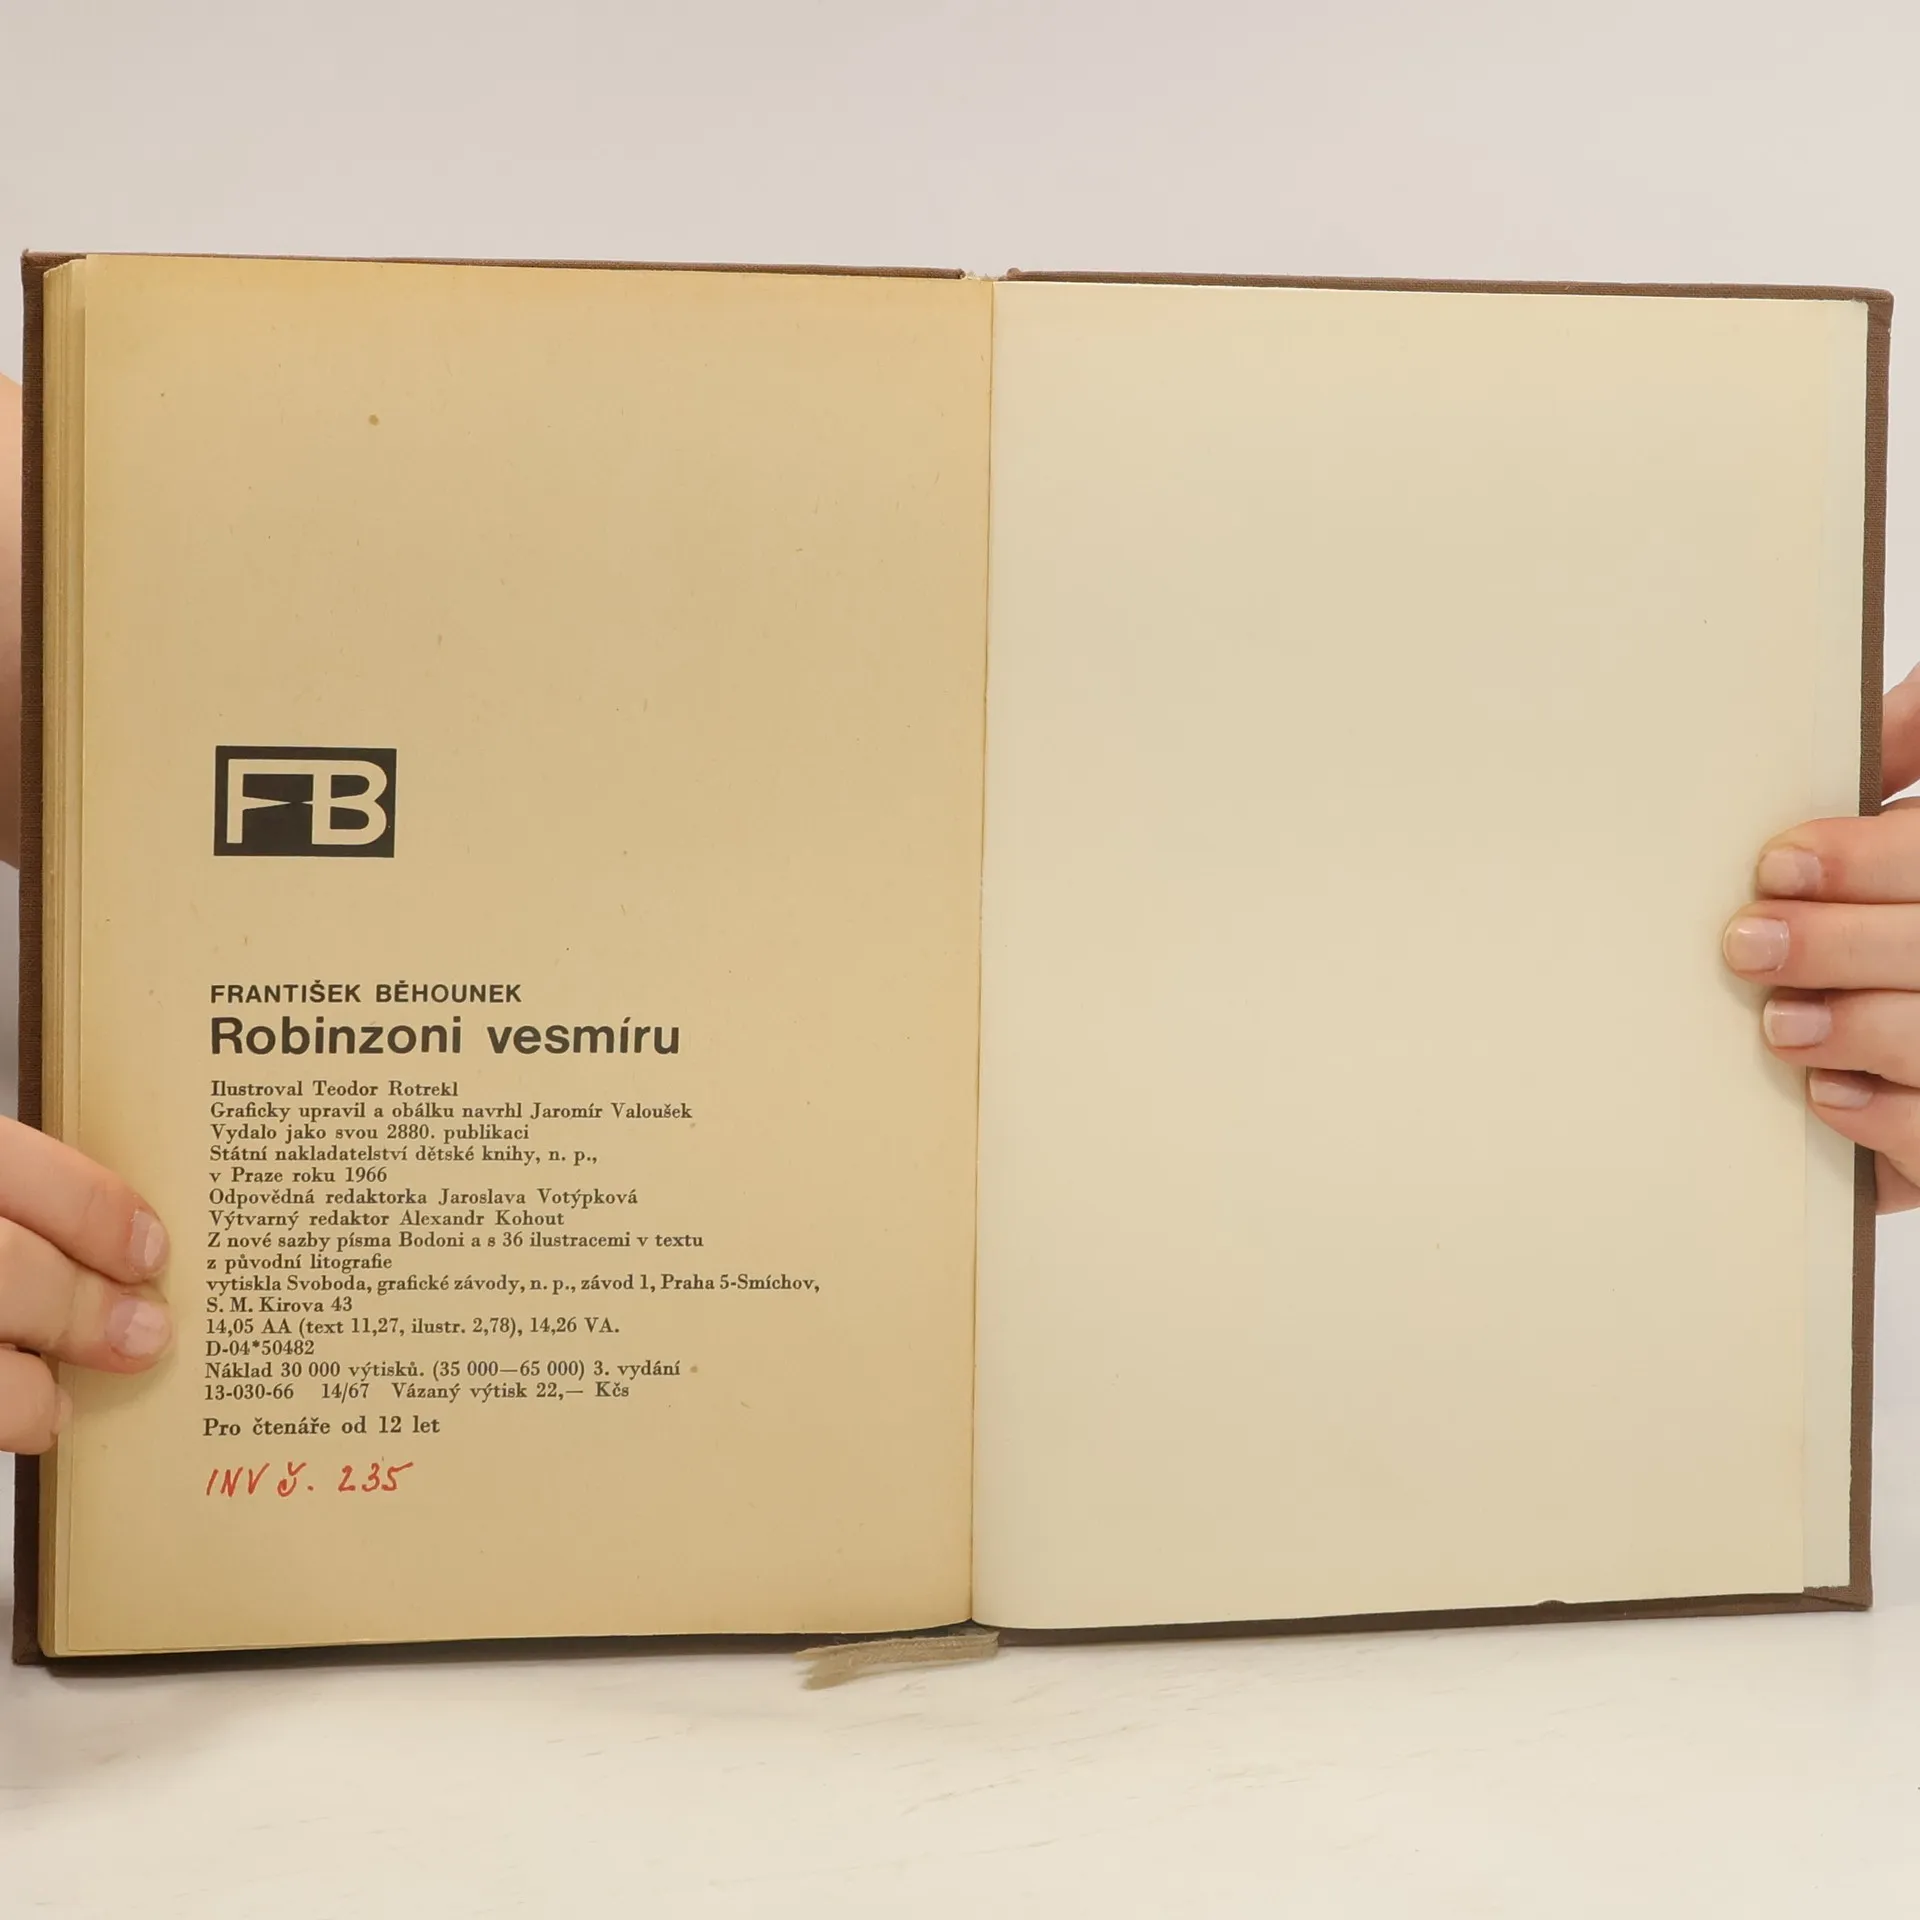 FB
FRANTIŠEK BĚHOUNEK
Robinzoni vesmíru
Ilustroval Teodor Rotrekl
Graficky upravil a obálku navrhl Jaromír Valoušek
Vydalo jako svou 2880. publikaci
Státní nakladatelství dětské knihy, n. p.,
v Praze roku 1966
Odpovědná redaktorka Jaroslava Votýpková
Výtvarný redaktor Alexandr Kohout
Z nové sazby písma Bodoni a s 36 ilustracemi v textu
z původní litografie
vytiskla Svoboda, grafické závody, n. p., závod 1, Praha 5-Smíchov,
S. M. Kirova 43
14,05 AA (text 11,27, ilustr. 2,78), 14,26 VA.
D-04*50482
Náklad 30 000 výtisků. (35 000—65 000) 3. vydání
13-030-66 14/67 Vázaný výtisk 22,— Kčs
Pro čtenáře od 12 let
INV č. 235